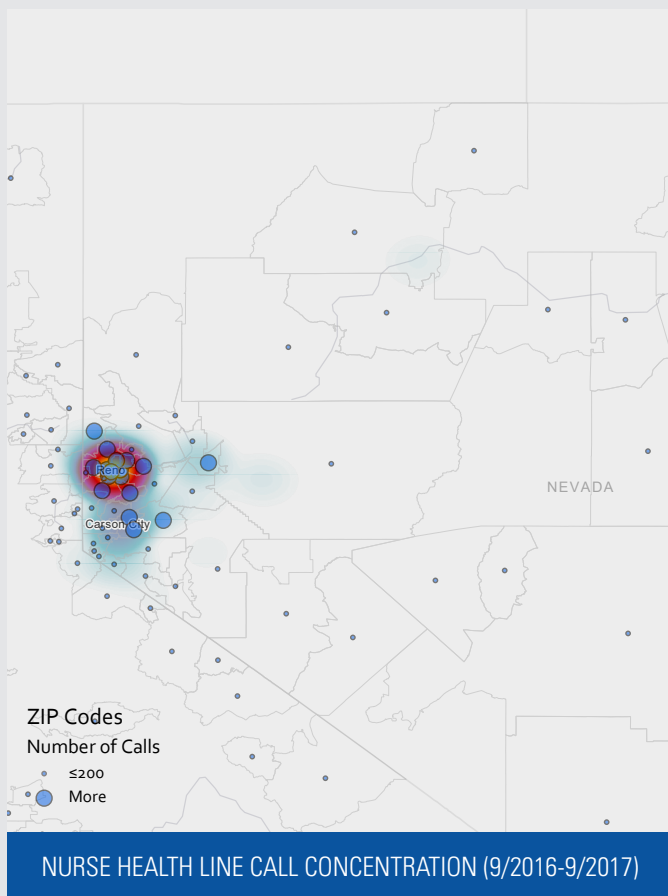 Reno
NEVADA
Carson City
ZIP Codes
Number of Calls
≤200
More
NURSE HEALTH LINE CALL CONCENTRATION (9/2016-9/2017)